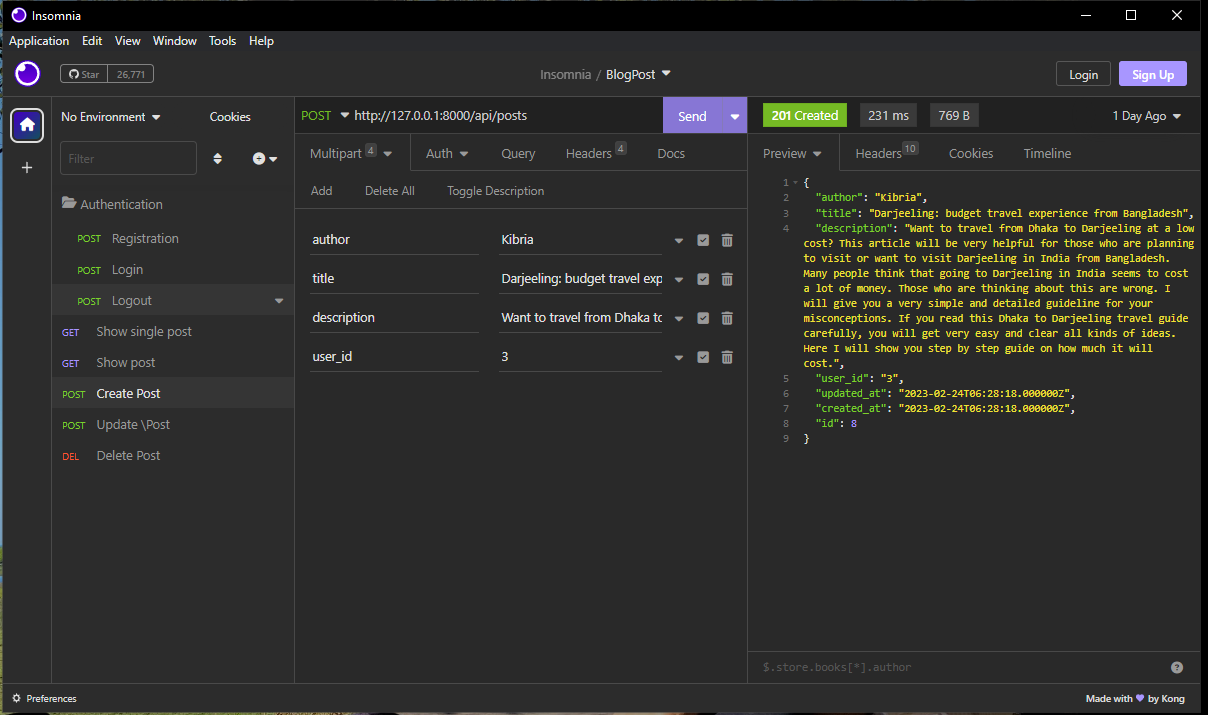 Insomnia
Application Edit View Window Tools Help
Star 26,771
Insomnia / BlogPost
Login Sign Up
No Environment Cookies
Filter
Authentication
POST Registration
POST Login
POST Logout
GET Show single post
GET Show post
POST Create Post
POST Update \Post
DEL Delete Post
POST http://127.0.0.1:8000/api/posts Send
Multipart 4 Auth Query Headers 4 Docs
Add Delete All Toggle Description
author Kibria
title Darjeeling: budget travel exp
description Want to travel from Dhaka to
user_id 3
201 Created 231 ms 769 B 1 Day Ago
Preview Headers 10 Cookies Timeline
1 {
2 "author": "Kibria",
3 "title": "Darjeeling: budget travel experience from Bangladesh",
4 "description": "Want to travel from Dhaka to Darjeeling at a low
cost? This article will be very helpful for those who are planning
to visit or want to visit Darjeeling in India from Bangladesh.
Many people think that going to Darjeeling in India seems to cost
a lot of money. Those who are thinking about this are wrong. I
will give you a very simple and detailed guideline for your
misconceptions. If you read this Dhaka to Darjeeling travel guide
carefully, you will get very easy and clear all kinds of ideas.
Here I will show you step by step guide on how much it will
cost.",
5 "user_id": "3",
6 "updated_at": "2023-02-24T06:28:18.000000Z",
7 "created_at": "2023-02-24T06:28:18.000000Z",
8 "id": 8
9 }
$.store.books[*].author
Preferences
Made with 💜 by Kong